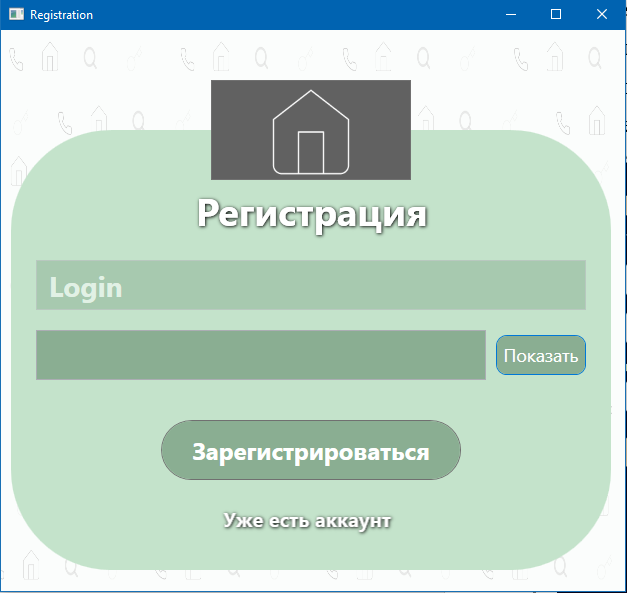 Registration
Регистрация
Login
Показать
Зарегистрироваться
Уже есть аккаунт